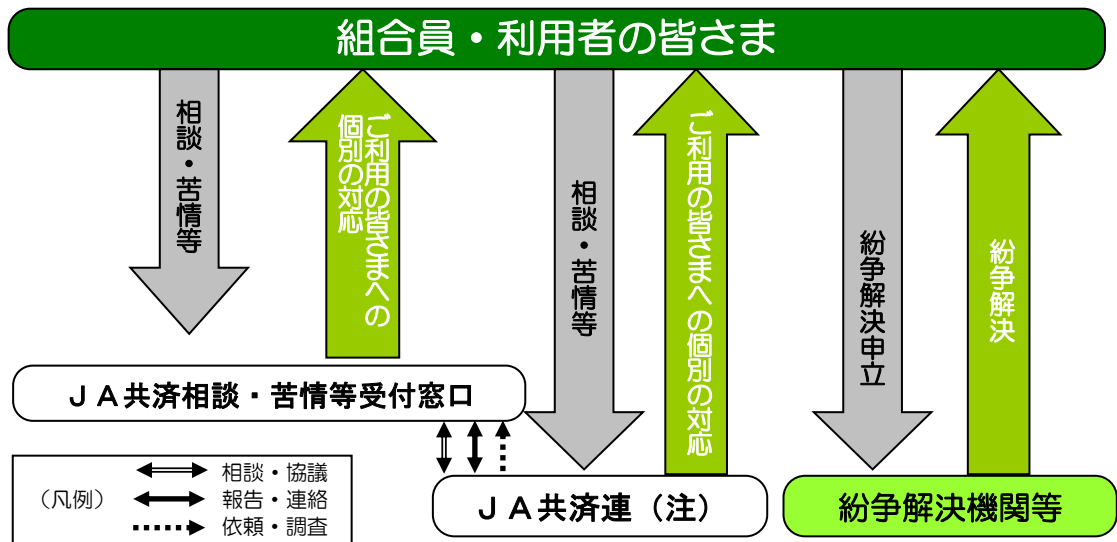 組合員・利用者の皆さま
相談・苦情等
ご利用の皆さまへの
個別の対応
相談・苦情等
ご利用の皆さまへの個別の対応
紛争解決申立
紛争解決
ＪＡ共済相談・苦情等受付窓口
（凡例）
相談・協議
報告・連絡
依頼・調査
ＪＡ共済連（注）
紛争解決機関等